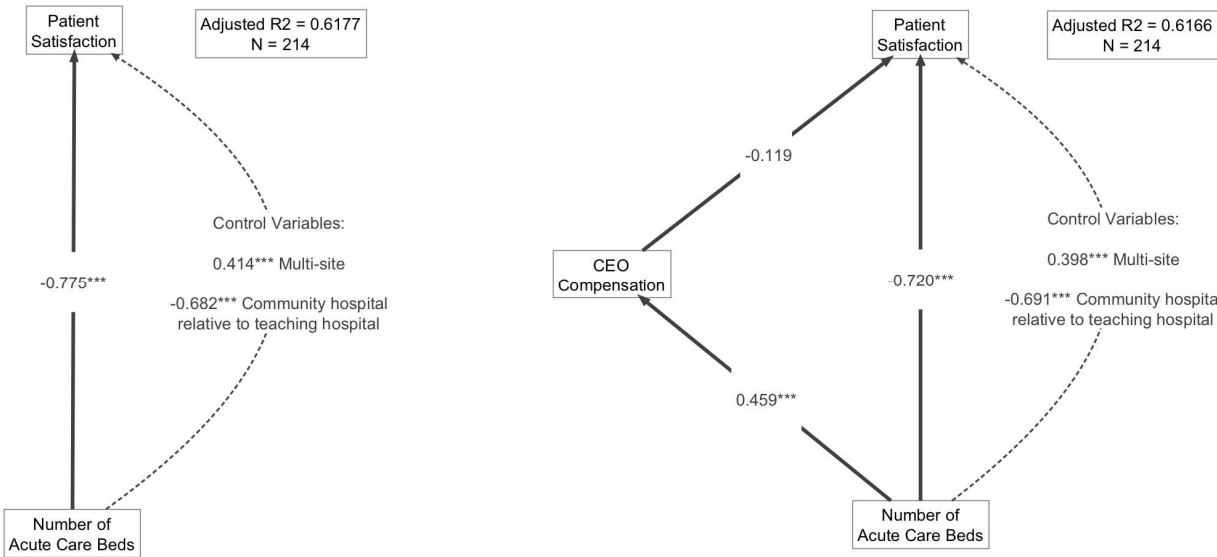 Patient
Satisfaction
Adjusted R2 = 0.6177
N = 214
Control Variables:
0.414*** Multi-site
-0.775***
-0.682*** Community hospital
relative to teaching hospital
Number of
Acute Care Beds
Patient
Satisfaction
Adjusted R2 = 0.6166
N = 214
-0.119
Control Variables:
CEO
Compensation
0.398*** Multi-site
-0.720***
-0.691*** Community hospita
relative to teaching hospital
0.459***
Number of
Acute Care Beds